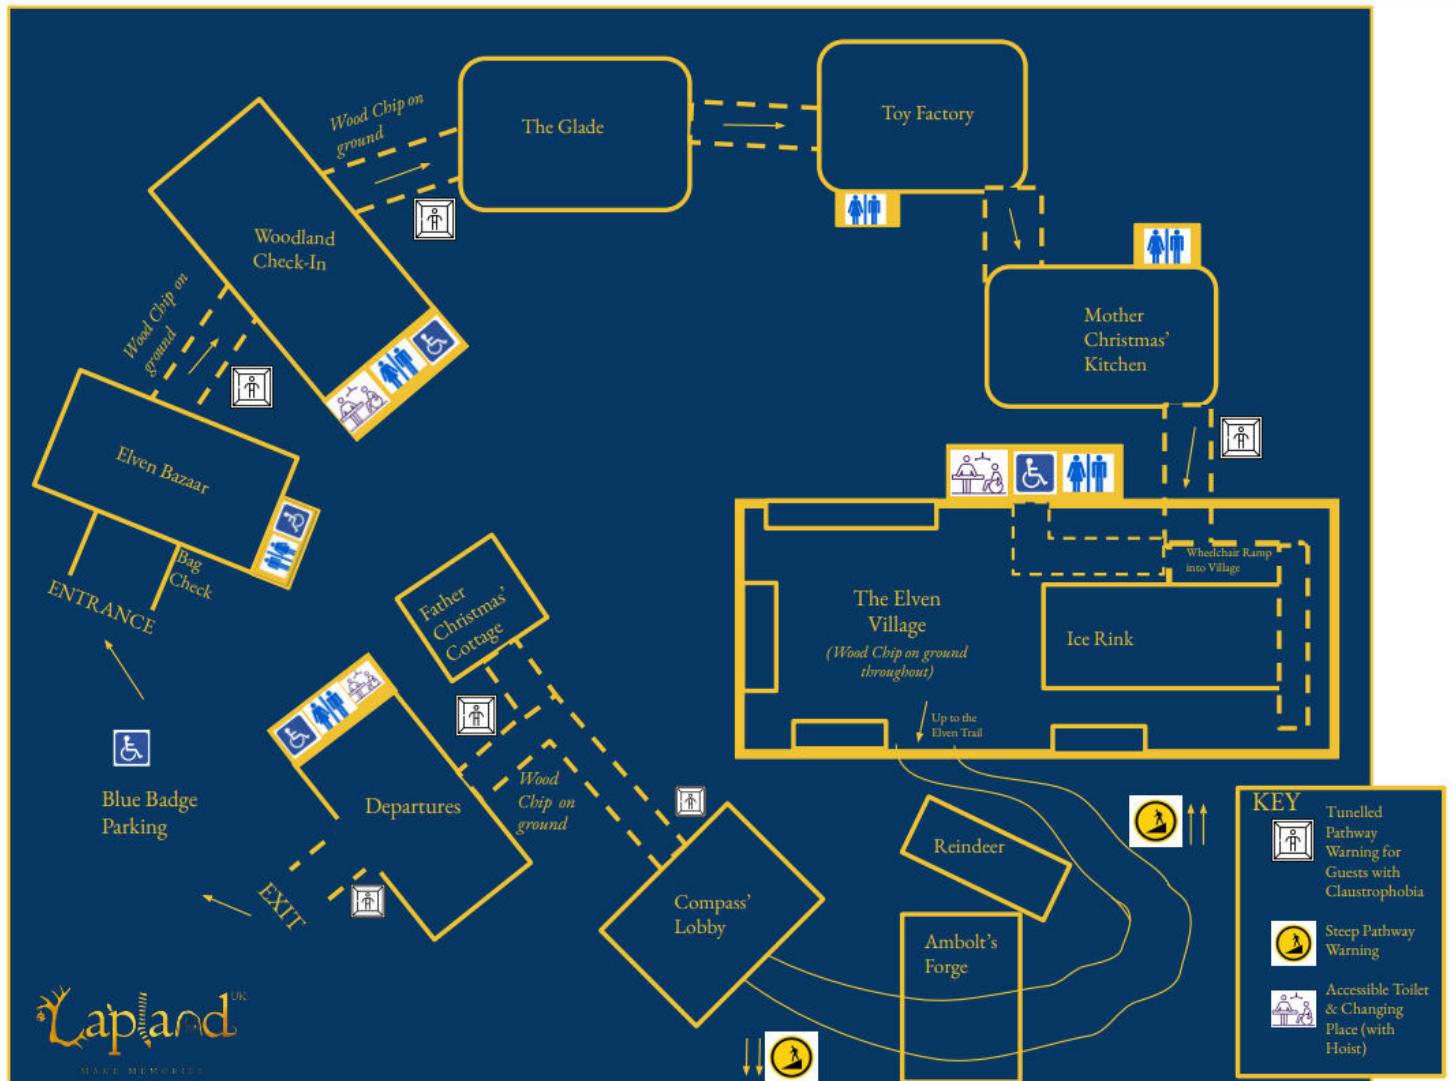 Wood Chip on
ground
The Glade
Toy Factory
Woodland
Check-In
Wood Chip on
ground
Mother
Christmas’
Kitchen
Elven Bazaar
Bag
Check
ENTRANCE
Father
Christmas’
Cottage
Wheelchair Ramp
into Village
The Elven
Village
(Wood Chip on ground
throughout)
Ice Rink
Up to the
Elven Trail
Blue Badge
Parking
Departures
Wood
Chip on
ground
EXIT
Compass’
Lobby
Reindeer
Ambolt’s
Forge
KEY
Tunelled
Pathway
Warning for
Guests with
Claustrophobia
Steep Pathway
Warning
Accessible Toilet
& Changing
Place (with
Hoist)
Lapland UK
MAKE MEMORIES